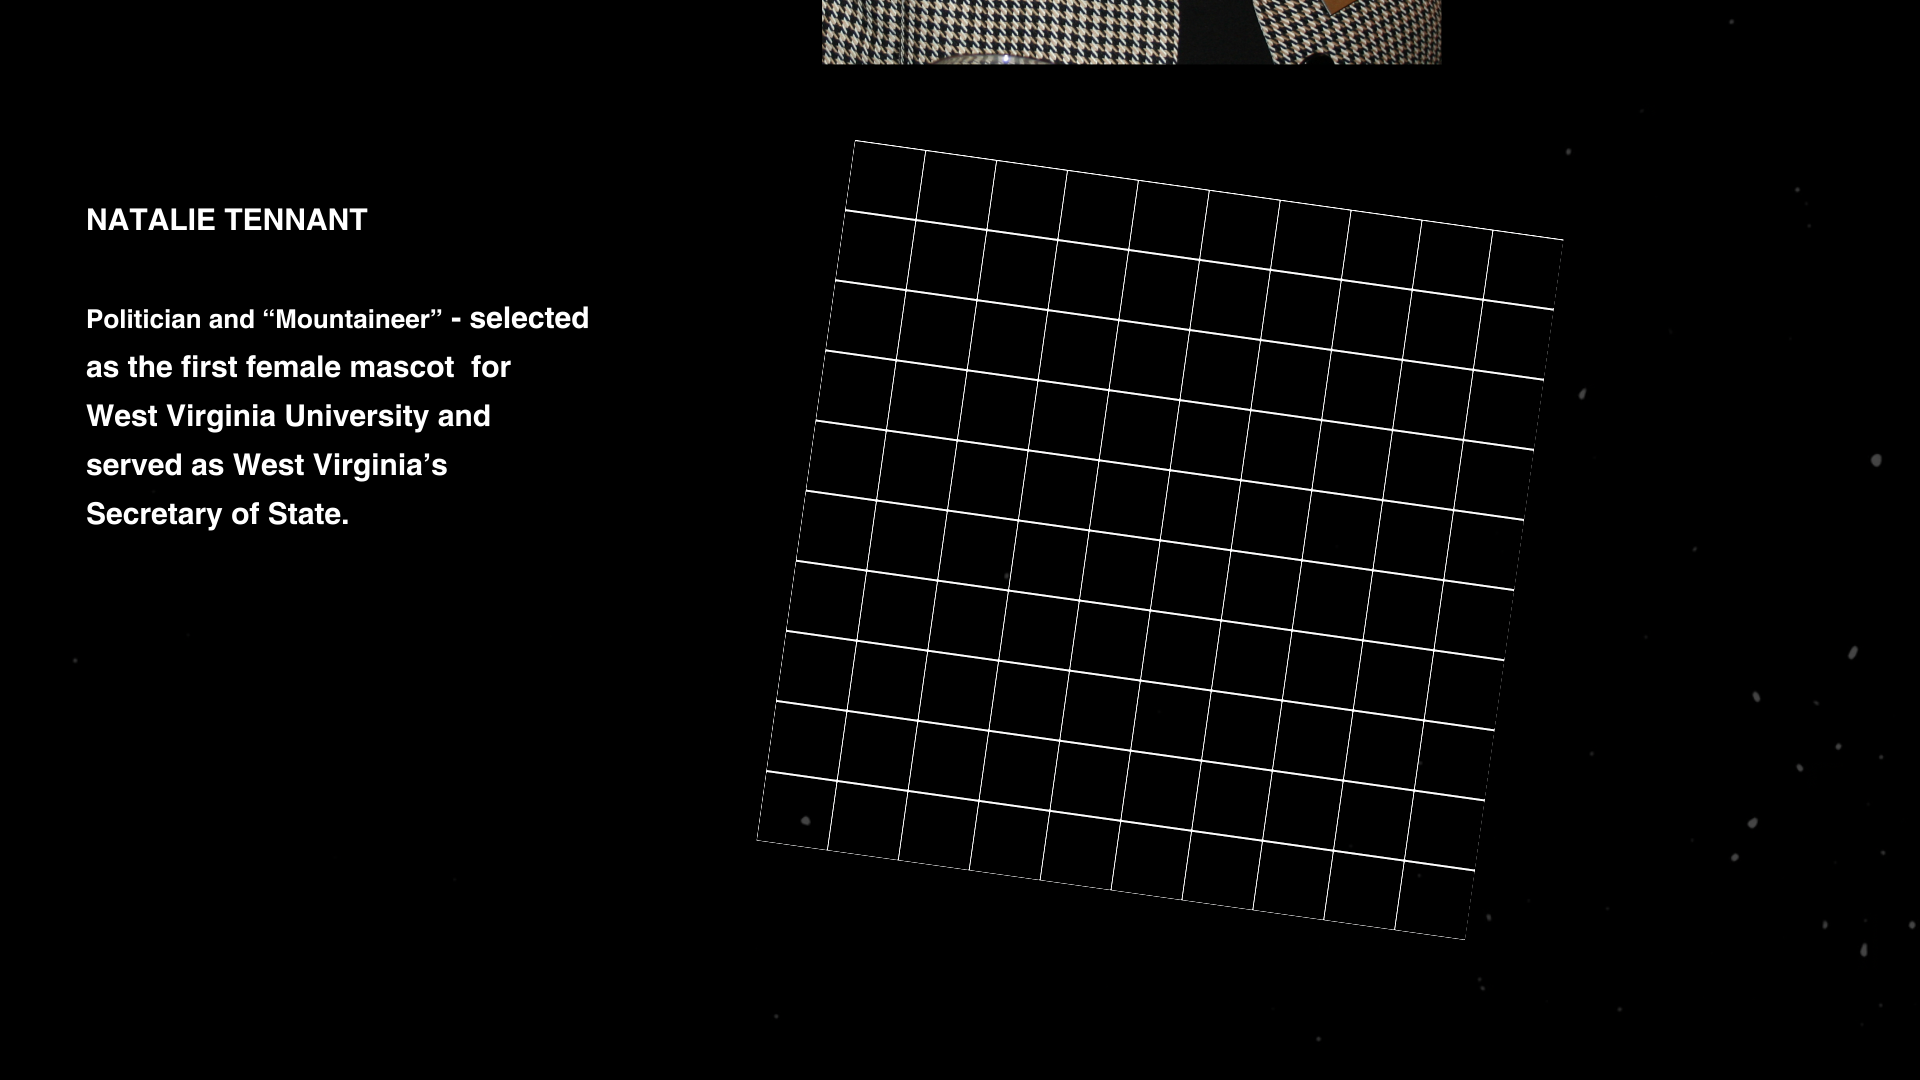 NATALIE TENNANT
Politician and “Mountaineer” - selected
as the first female mascot  for
West Virginia University and
served as West Virginia’s
Secretary of State.